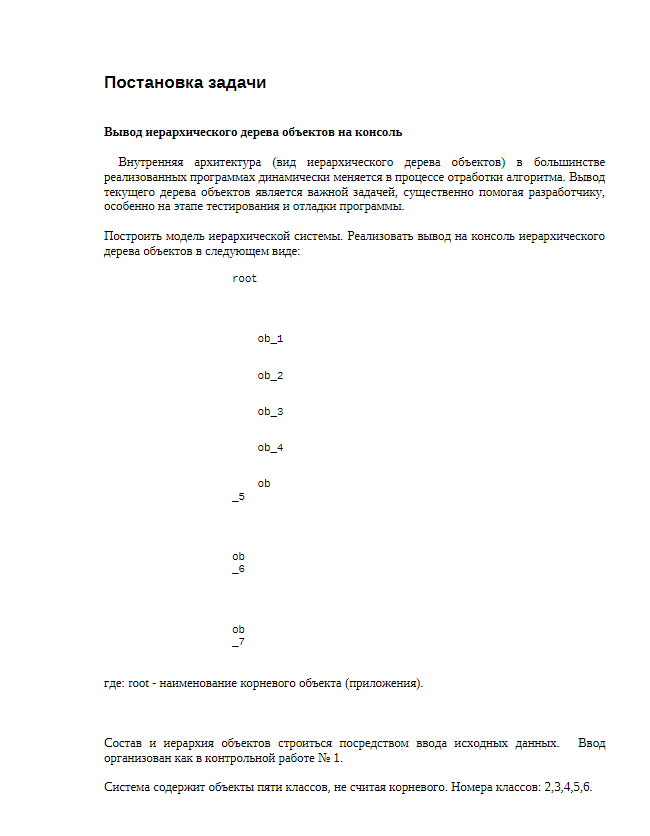 Постановка задачи
Вывод иерархического дерева объектов на консоль
Внутренняя архитектура (вид иерархического дерева объектов) в большинстве
реализованных программах динамически меняется в процессе отработки алгоритма. Вывод
текущего дерева объектов является важной задачей, существенно помогая разработчику,
особенно на этапе тестирования и отладки программы.
Построить модель иерархической системы. Реализовать вывод на консоль иерархического
дерева объектов в следующем виде:
root
ob_1
ob_2
ob_3
ob_4
ob
_5
ob
_6
ob
_7
где: root - наименование корневого объекта (приложения).
Состав и иерархия объектов строиться посредством ввода исходных данных. Ввод
организован как в контрольной работе № 1.
Система содержит объекты пяти классов, не считая корневого. Номера классов: 2,3,4,5,6.